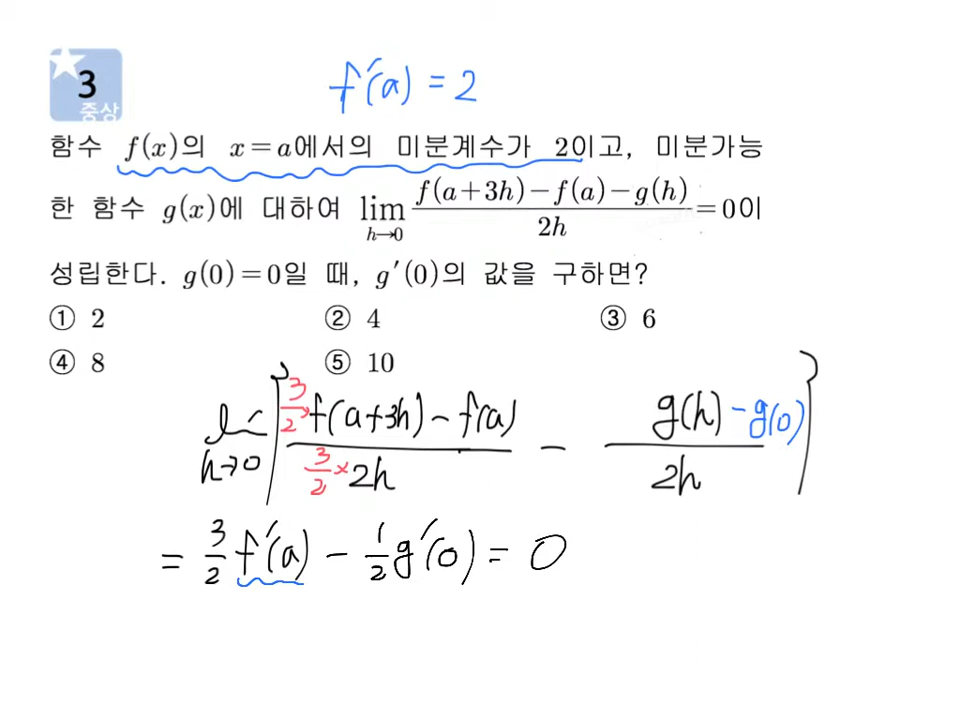 3
중상
f'(a) = 2
함수 f(x)의 x=a에서의 미분계수가 2이고, 미분가능
한 함수 g(x)에 대하여 lim h→0 (f(a+3h)-f(a)-g(h))/2h =0이
성립한다. g(0)=0일 때, g'(0)의 값을 구하면?
① 2 ② 4 ③ 6
④ 8 ⑤ 10
lim h→0 { (3/2 × f(a+3h) - f(a))/(3/2 × 2h) - (g(h) - g(0))/2h }
= 3/2 f'(a) - 1/2 g'(0) = 0